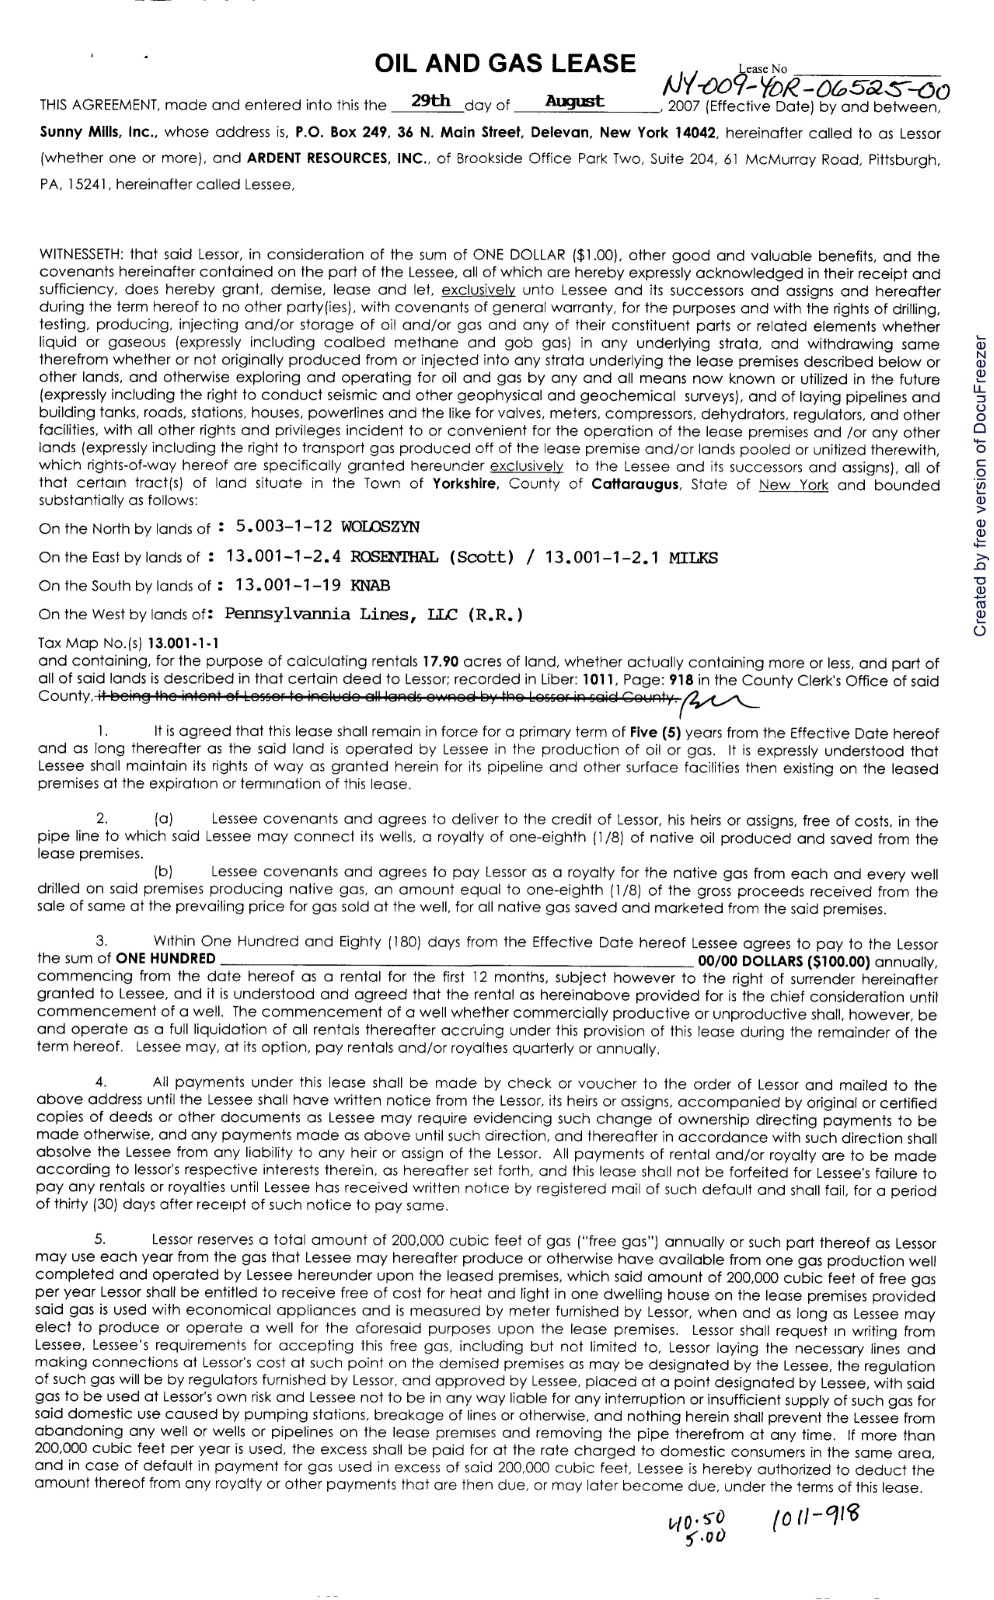 OIL AND GAS LEASE
Lease No
NY-009-YOR-06525-00
THIS AGREEMENT, made and entered into this the 29th day of August, 2007 (Effective Date) by and between,
Sunny Mills, Inc., whose address is, P.O. Box 249, 36 N. Main Street, Delevan, New York 14042, hereinafter called to as Lessor
(whether one or more), and ARDENT RESOURCES, INC., of Brookside Office Park Two, Suite 204, 61 McMurray Road, Pittsburgh,
PA, 15241, hereinafter called Lessee,
WITNESSETH: that said Lessor, in consideration of the sum of ONE DOLLAR ($1.00), other good and valuable benefits, and the
covenants hereinafter contained on the part of the Lessee, all of which are hereby expressly acknowledged in their receipt and
sufficiency, does hereby grant, demise, lease and let, exclusively unto Lessee and its successors and assigns and hereafter
during the term hereof to no other party(ies), with covenants of general warranty, for the purposes and with the rights of drilling,
testing, producing, injecting and/or storage of oil and/or gas and any of their constituent parts or related elements whether
liquid or gaseous (expressly including coalbed methane and gob gas) in any underlying strata, and withdrawing same
therefrom whether or not originally produced from or injected into any strata underlying the lease premises described below or
other lands, and otherwise exploring and operating for oil and gas by any and all means now known or utilized in the future
(expressly including the right to conduct seismic and other geophysical and geochemical surveys), and of laying pipelines and
building tanks, roads, stations, houses, powerlines and the like for valves, meters, compressors, dehydrators, regulators, and other
facilities, with all other rights and privileges incident to or convenient for the operation of the lease premises and /or any other
lands (expressly including the right to transport gas produced off of the lease premise and/or lands pooled or unitized therewith,
which rights-of-way hereof are specifically granted hereunder exclusively to the Lessee and its successors and assigns), all of
that certain tract(s) of land situate in the Town of Yorkshire, County of Cattaraugus, State of New York and bounded
substantially as follows:
On the North by lands of : 5.003-1-12 WOLOSZYN
On the East by lands of : 13.001-1-2.4 ROSENTHAL (Scott) / 13.001-1-2.1 MILKS
On the South by lands of : 13.001-1-19 KNAB
On the West by lands of: Pennsylvannia Lines, LLC (R.R.)
Tax Map No.(s) 13.001-1-1
and containing, for the purpose of calculating rentals 17.90 acres of land, whether actually containing more or less, and part of
all of said lands is described in that certain deed to Lessor; recorded in Liber: 1011, Page: 918 in the County Clerk's Office of said
County, it being the intent of Lessor to include all lands owned by the Lessor in said County.
1. It is agreed that this lease shall remain in force for a primary term of Five (5) years from the Effective Date hereof
and as long thereafter as the said land is operated by Lessee in the production of oil or gas. It is expressly understood that
Lessee shall maintain its rights of way as granted herein for its pipeline and other surface facilities then existing on the leased
premises at the expiration or termination of this lease.
2. (a) Lessee covenants and agrees to deliver to the credit of Lessor, his heirs or assigns, free of costs, in the
pipe line to which said Lessee may connect its wells, a royalty of one-eighth (1/8) of native oil produced and saved from the
lease premises.
(b) Lessee covenants and agrees to pay Lessor as a royalty for the native gas from each and every well
drilled on said premises producing native gas, an amount equal to one-eighth (1/8) of the gross proceeds received from the
sale of same at the prevailing price for gas sold at the well, for all native gas saved and marketed from the said premises.
3. Within One Hundred and Eighty (180) days from the Effective Date hereof Lessee agrees to pay to the Lessor
the sum of ONE HUNDRED 00/00 DOLLARS ($100.00) annually,
commencing from the date hereof as a rental for the first 12 months, subject however to the right of surrender hereinafter
granted to Lessee, and it is understood and agreed that the rental as hereinabove provided for is the chief consideration until
commencement of a well. The commencement of a well whether commercially productive or unproductive shall, however, be
and operate as a full liquidation of all rentals thereafter accruing under this provision of this lease during the remainder of the
term hereof. Lessee may, at its option, pay rentals and/or royalties quarterly or annually.
4. All payments under this lease shall be made by check or voucher to the order of Lessor and mailed to the
above address until the Lessee shall have written notice from the Lessor, its heirs or assigns, accompanied by original or certified
copies of deeds or other documents as Lessee may require evidencing such change of ownership directing payments to be
made otherwise, and any payments made as above until such direction, and thereafter in accordance with such direction shall
absolve the Lessee from any liability to any heir or assign of the Lessor. All payments of rental and/or royalty are to be made
according to lessor's respective interests therein, as hereafter set forth, and this lease shall not be forfeited for Lessee's failure to
pay any rentals or royalties until Lessee has received written notice by registered mail of such default and shall fail, for a period
of thirty (30) days after receipt of such notice to pay same.
5. Lessor reserves a total amount of 200,000 cubic feet of gas ("free gas") annually or such part thereof as Lessor
may use each year from the gas that Lessee may hereafter produce or otherwise have available from one gas production well
completed and operated by Lessee hereunder upon the leased premises, which said amount of 200,000 cubic feet of free gas
per year Lessor shall be entitled to receive free of cost for heat and light in one dwelling house on the lease premises provided
said gas is used with economical appliances and is measured by meter furnished by Lessor, when and as long as Lessee may
elect to produce or operate a well for the aforesaid purposes upon the lease premises. Lessor shall request in writing from
Lessee, Lessee's requirements for accepting this free gas, including but not limited to, Lessor laying the necessary lines and
making connections at Lessor's cost at such point on the demised premises as may be designated by the Lessee, the regulation
of such gas will be by regulators furnished by Lessor, and approved by Lessee, placed at a point designated by Lessee, with said
gas to be used at Lessor's own risk and Lessee not to be in any way liable for any interruption or insufficient supply of such gas for
said domestic use caused by pumping stations, breakage of lines or otherwise, and nothing herein shall prevent the Lessee from
abandoning any well or wells or pipelines on the lease premises and removing the pipe therefrom at any time. If more than
200,000 cubic feet per year is used, the excess shall be paid for at the rate charged to domestic consumers in the same area,
and in case of default in payment for gas used in excess of said 200,000 cubic feet, Lessee is hereby authorized to deduct the
amount thereof from any royalty or other payments that are then due, or may later become due, under the terms of this lease.
40.50 1011-918
5.00
Created by free version of DocuFreezer